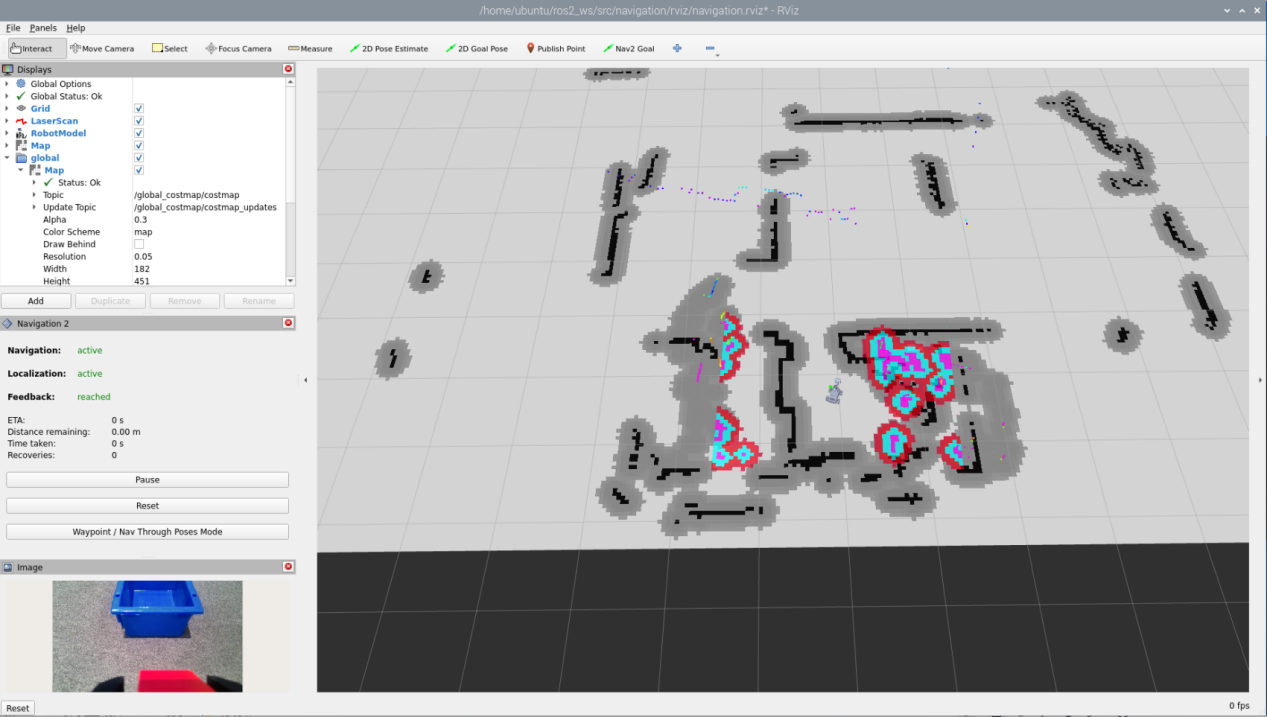 /home/ubuntu/ros2_ws/src/navigation/rviz/navigation.rviz* - RViz
File Panels Help
Interact Move Camera Select Focus Camera Measure 2D Pose Estimate 2D Goal Pose Publish Point Nav2 Goal
Displays
Global Options
Global Status: Ok
Grid
LaserScan
RobotModel
Map
global
Map
Status: Ok
Topic /global_costmap/costmap
Update Topic /global_costmap/costmap_updates
Alpha 0.3
Color Scheme map
Draw Behind
Resolution 0.05
Width 182
Height 451
Add Duplicate Remove Rename
Navigation 2
Navigation: active
Localization: active
Feedback: reached
ETA: 0 s
Distance remaining: 0.00 m
Time taken: 0 s
Recoveries: 0
Pause
Reset
Waypoint / Nav Through Poses Mode
Image
Reset 0 fps